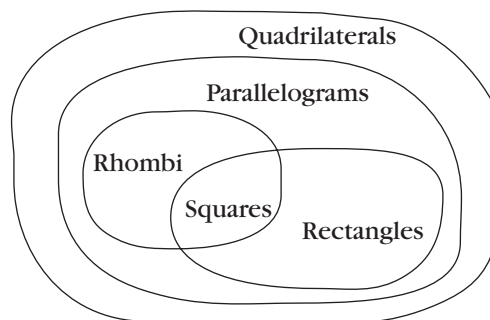 Quadrilaterals
Parallelograms
Rhombi
Squares
Rectangles